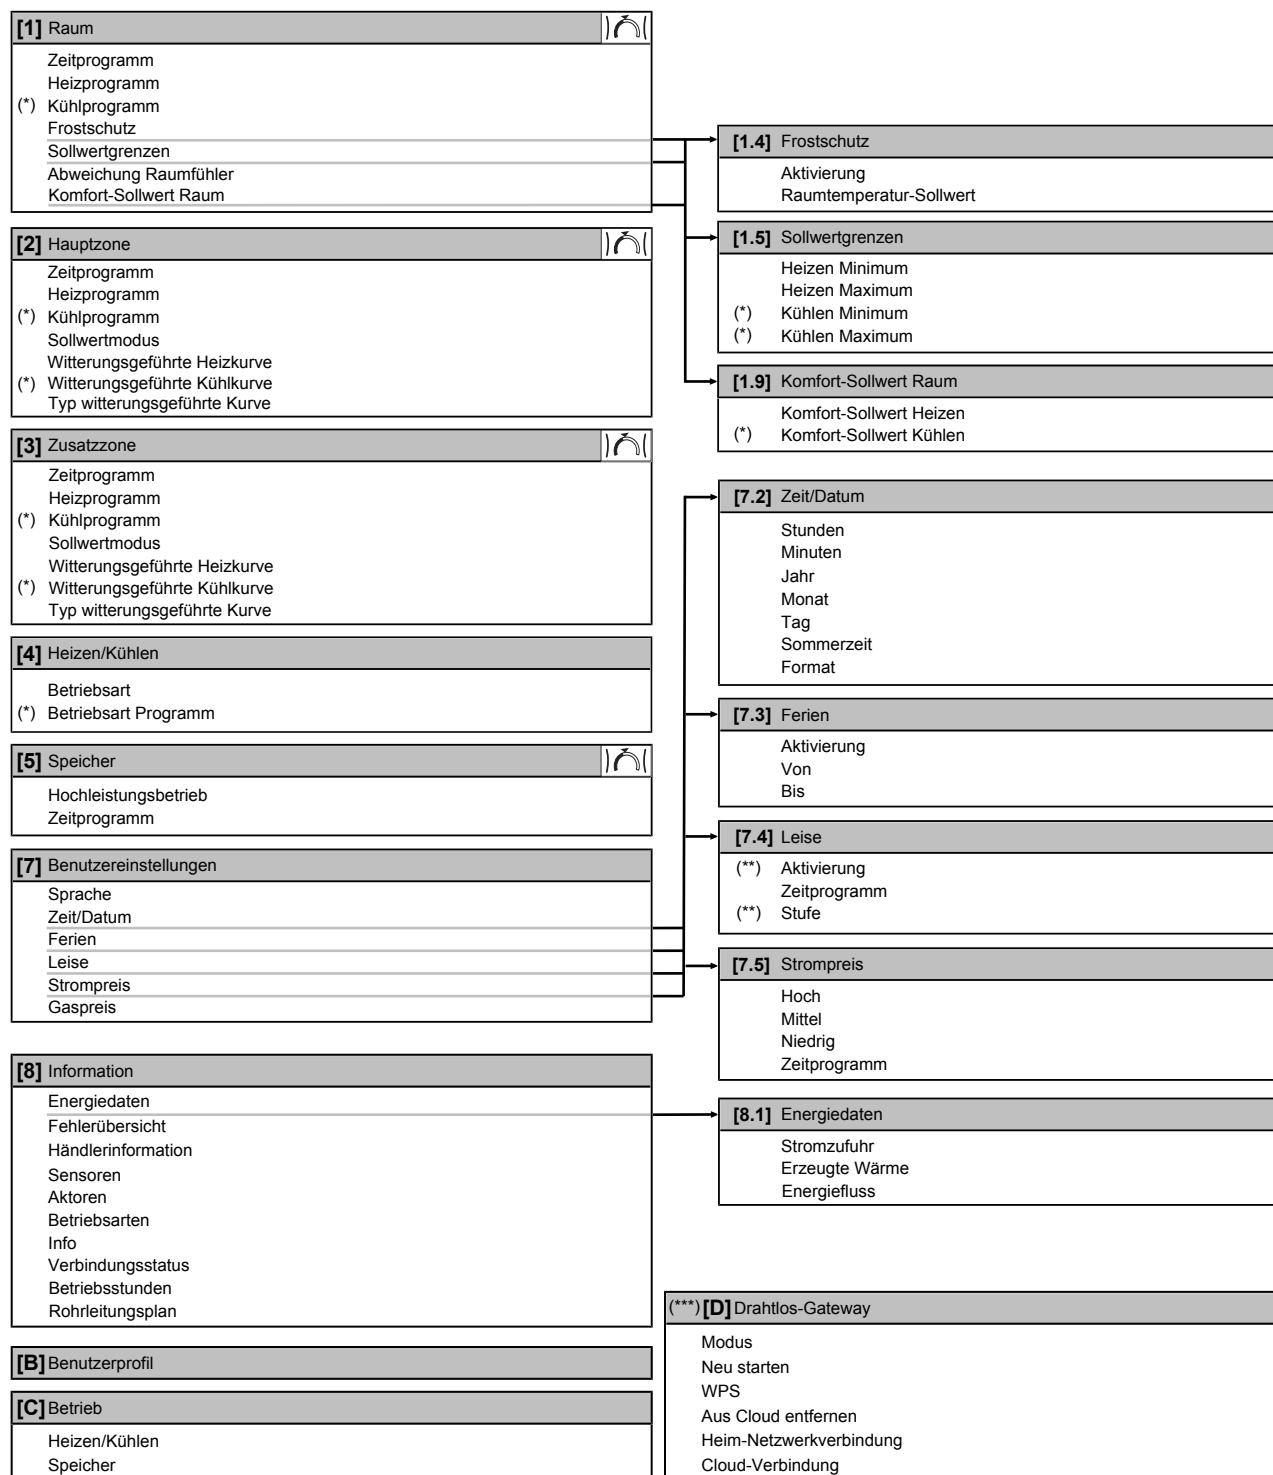 [1] Raum
Zeitprogramm
Heizprogramm
(*) Kühlprogramm
Frostschutz
Sollwertgrenzen
Abweichung Raumfühler
Komfort-Sollwert Raum
[2] Hauptzone
Zeitprogramm
Heizprogramm
(*) Kühlprogramm
Sollwertmodus
Witterungsgeführte Heizkurve
(*) Witterungsgeführte Kühlkurve
Typ witterungsgeführte Kurve
[3] Zusatzzone
Zeitprogramm
Heizprogramm
(*) Kühlprogramm
Sollwertmodus
Witterungsgeführte Heizkurve
(*) Witterungsgeführte Kühlkurve
Typ witterungsgeführte Kurve
[4] Heizen/Kühlen
Betriebsart
(*) Betriebsart Programm
[5] Speicher
Hochleistungsbetrieb
Zeitprogramm
[7] Benutzereinstellungen
Sprache
Zeit/Datum
Ferien
Leise
Strompreis
Gaspreis
[8] Information
Energiedaten
Fehlerübersicht
Händlerinformation
Sensoren
Aktoren
Betriebsarten
Info
Verbindungsstatus
Betriebsstunden
Rohrleitungsplan
[B] Benutzerprofil
[C] Betrieb
Heizen/Kühlen
Speicher
[1.4] Frostschutz
Aktivierung
Raumtemperatur-Sollwert
[1.5] Sollwertgrenzen
Heizen Minimum
Heizen Maximum
(*) Kühlen Minimum
(*) Kühlen Maximum
[1.9] Komfort-Sollwert Raum
Komfort-Sollwert Heizen
(*) Komfort-Sollwert Kühlen
[7.2] Zeit/Datum
Stunden
Minuten
Jahr
Monat
Tag
Sommerzeit
Format
[7.3] Ferien
Aktivierung
Von
Bis
[7.4] Leise
(**) Aktivierung
Zeitprogramm
(**) Stufe
[7.5] Strompreis
Hoch
Mittel
Niedrig
Zeitprogramm
[8.1] Energiedaten
Stromzufuhr
Erzeugte Wärme
Energiefluss
(***) [D] Drahtlos-Gateway
Modus
Neu starten
WPS
Aus Cloud entfernen
Heim-Netzwerkverbindung
Cloud-Verbindung